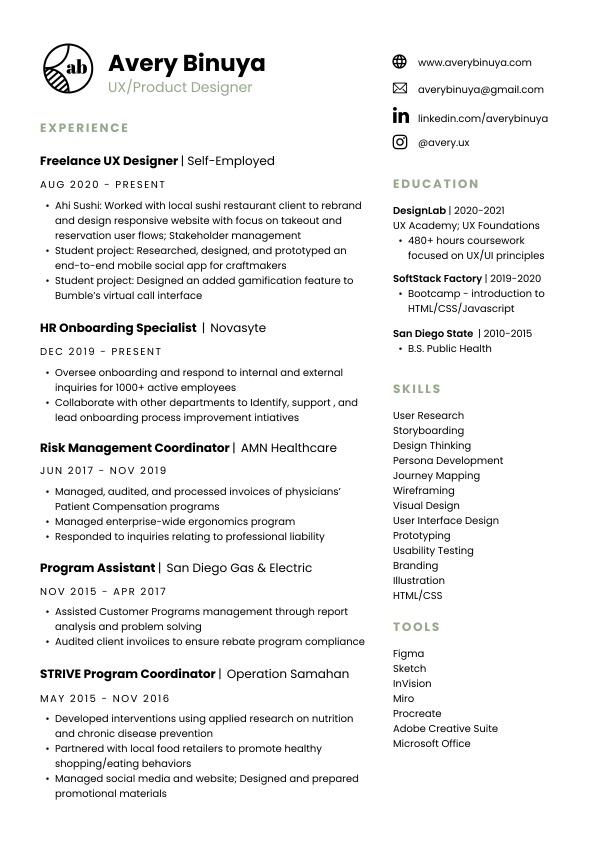 ab
Avery Binuya
UX/Product Designer
www.averybinuya.com
averybinuya@gmail.com
linkedin.com/averybinuya
@avery.ux
EXPERIENCE
Freelance UX Designer | Self-Employed
AUG 2020 - PRESENT
• Ahi Sushi: Worked with local sushi restaurant client to rebrand
and design responsive website with focus on takeout and
reservation user flows; Stakeholder management
• Student project: Researched, designed, and prototyped an
end-to-end mobile social app for craftmakers
• Student project: Designed an added gamification feature to
Bumble's virtual call interface
HR Onboarding Specialist | Novasyte
DEC 2019 - PRESENT
• Oversee onboarding and respond to internal and external
inquiries for 1000+ active employees
• Collaborate with other departments to Identify, support , and
lead onboarding process improvement intiatives
Risk Management Coordinator | AMN Healthcare
JUN 2017 - NOV 2019
• Managed, audited, and processed invoices of physicians'
Patient Compensation programs
• Managed enterprise-wide ergonomics program
• Responded to inquiries relating to professional liability
Program Assistant | San Diego Gas & Electric
NOV 2015 - APR 2017
• Assisted Customer Programs management through report
analysis and problem solving
• Audited client invoiices to ensure rebate program compliance
STRIVE Program Coordinator | Operation Samahan
MAY 2015 - NOV 2016
• Developed interventions using applied research on nutrition
and chronic disease prevention
• Partnered with local food retailers to promote healthy
shopping/eating behaviors
• Managed social media and website; Designed and prepared
promotional materials
EDUCATION
DesignLab | 2020-2021
UX Academy; UX Foundations
• 480+ hours coursework
focused on UX/UI principles
SoftStack Factory | 2019-2020
• Bootcamp - introduction to
HTML/CSS/Javascript
San Diego State | 2010-2015
• B.S. Public Health
SKILLS
User Research
Storyboarding
Design Thinking
Persona Development
Journey Mapping
Wireframing
Visual Design
User Interface Design
Prototyping
Usability Testing
Branding
Illustration
HTML/CSS
TOOLS
Figma
Sketch
InVision
Miro
Procreate
Adobe Creative Suite
Microsoft Office